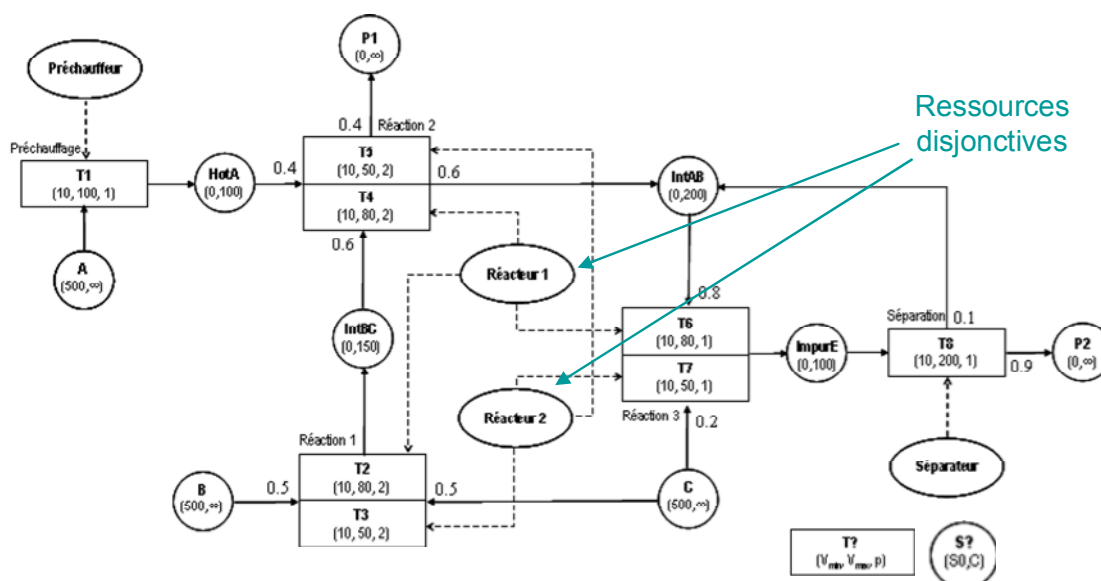 P1
(0,∞)
Préchauffeur
Ressources
disjonctives
0.4
Réaction 2
Préchauffage
T1
(10, 100, 1)
HotA
(0,100)
0.4
T5
(10, 50, 2)
0.6
T4
(10, 80, 2)
IntAB
(0,200)
0.6
A
(500,∞)
Réacteur 1
0.8
IntBC
(0,150)
T6
(10, 80, 1)
T7
(10, 50, 1)
ImpurE
(0,100)
Séparation
0.1
T8
(10, 200, 1)
0.9
P2
(0,∞)
Réacteur 2
Réaction 3
0.2
Réaction 1
T2
(10, 80, 2)
T3
(10, 50, 2)
B
(500,∞)
0.5
0.5
C
(500,∞)
Séparateur
T?
(Vmin, Vmax, p)
S?
(S0,C)